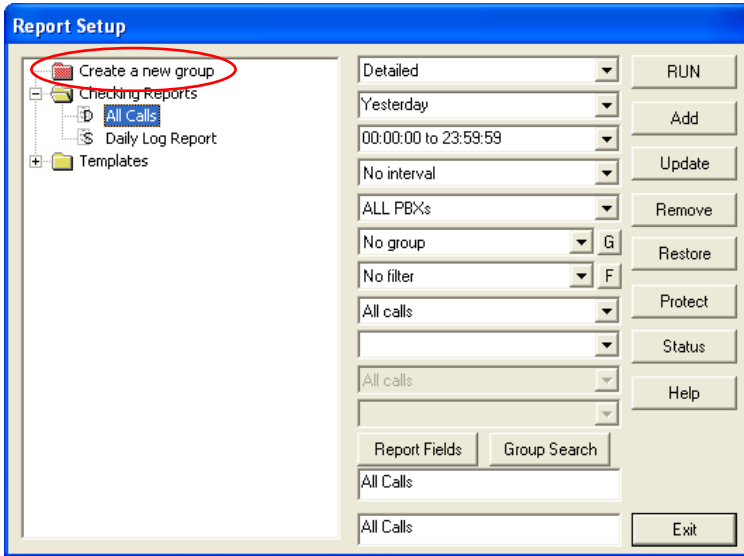 Report Setup
Create a new group
Checking Reports
D All Calls
S Daily Log Report
Templates
Detailed
Yesterday
00:00:00 to 23:59:59
No interval
ALL PBXs
No group
G
No filter
F
All calls
All calls
Report Fields
Group Search
All Calls
All Calls
RUN
Add
Update
Remove
Restore
Protect
Status
Help
Exit